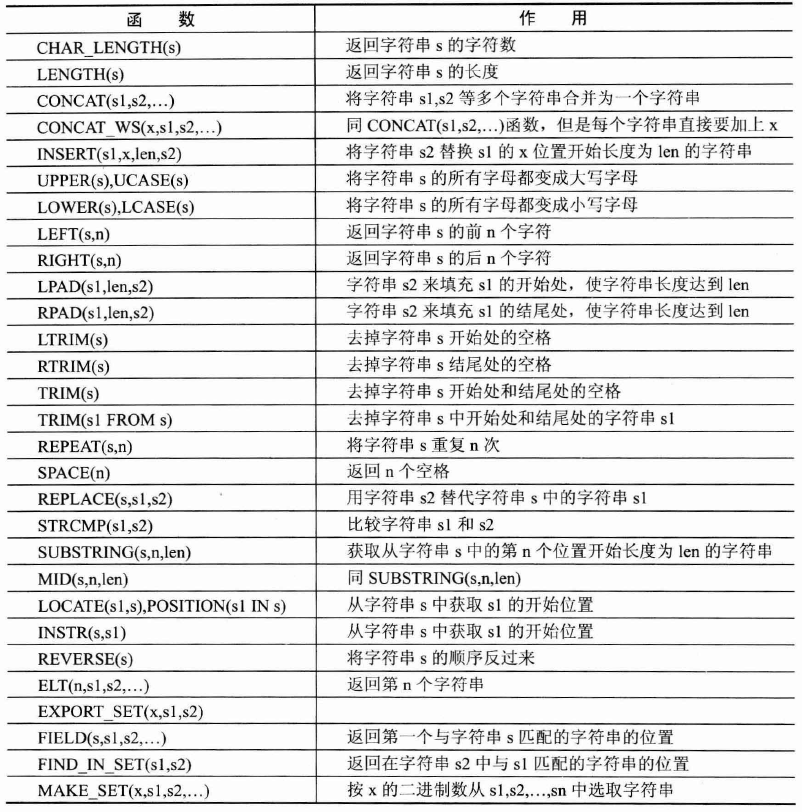 函 数 作 用
CHAR_LENGTH(s) 返回字符串 s 的字符数
LENGTH(s) 返回字符串 s 的长度
CONCAT(s1,s2,…) 将字符串 s1,s2 等多个字符串合并为一个字符串
CONCAT_WS(x,s1,s2,…) 同 CONCAT(s1,s2,…)函数，但是每个字符串直接要加上 x
INSERT(s1,x,len,s2) 将字符串 s2 替换 s1 的 x 位置开始长度为 len 的字符串
UPPER(s),UCASE(s) 将字符串 s 的所有字母都变成大写字母
LOWER(s),LCASE(s) 将字符串 s 的所有字母都变成小写字母
LEFT(s,n) 返回字符串 s 的前 n 个字符
RIGHT(s,n) 返回字符串 s 的后 n 个字符
LPAD(s1,len,s2) 字符串 s2 来填充 s1 的开始处，使字符串长度达到 len
RPAD(s1,len,s2) 字符串 s2 来填充 s1 的结尾处，使字符串长度达到 len
LTRIM(s) 去掉字符串 s 开始处的空格
RTRIM(s) 去掉字符串 s 结尾处的空格
TRIM(s) 去掉字符串 s 开始处和结尾处的空格
TRIM(s1 FROM s) 去掉字符串 s 中开始处和结尾处的字符串 s1
REPEAT(s,n) 将字符串 s 重复 n 次
SPACE(n) 返回 n 个空格
REPLACE(s,s1,s2) 用字符串 s2 替代字符串 s 中的字符串 s1
STRCMP(s1,s2) 比较字符串 s1 和 s2
SUBSTRING(s,n,len) 获取从字符串 s 中的第 n 个位置开始长度为 len 的字符串
MID(s,n,len) 同 SUBSTRING(s,n,len)
LOCATE(s1,s),POSITION(s1 IN s) 从字符串 s 中获取 s1 的开始位置
INSTR(s,s1) 从字符串 s 中获取 s1 的开始位置
REVERSE(s) 将字符串 s 的顺序反过来
ELT(n,s1,s2,…) 返回第 n 个字符串
EXPORT_SET(x,s1,s2)
FIELD(s,s1,s2,…) 返回第一个与字符串 s 匹配的字符串的位置
FIND_IN_SET(s1,s2) 返回在字符串 s2 中与 s1 匹配的字符串的位置
MAKE_SET(x,s1,s2,…) 按 x 的二进制数从 s1,s2,…,sn 中选取字符串